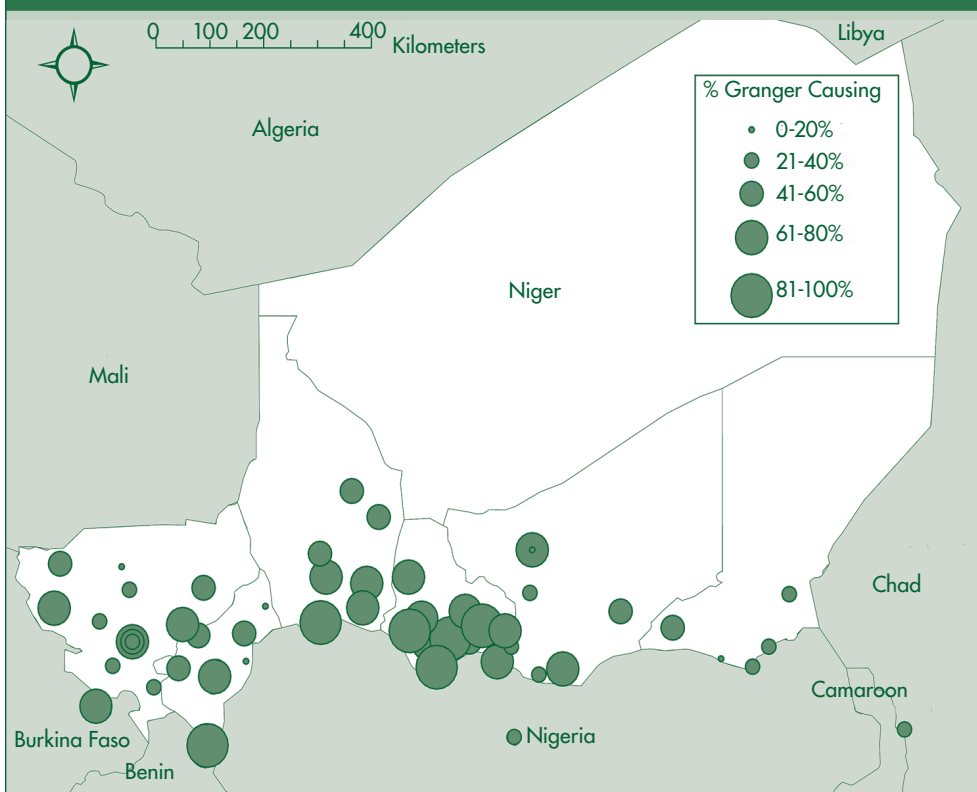 0 100 200 400
Kilometers
Libya
Algeria
% Granger Causing
0-20%
21-40%
41-60%
61-80%
81-100%
Niger
Mali
Chad
Camaroon
Burkina Faso
Nigeria
Benin